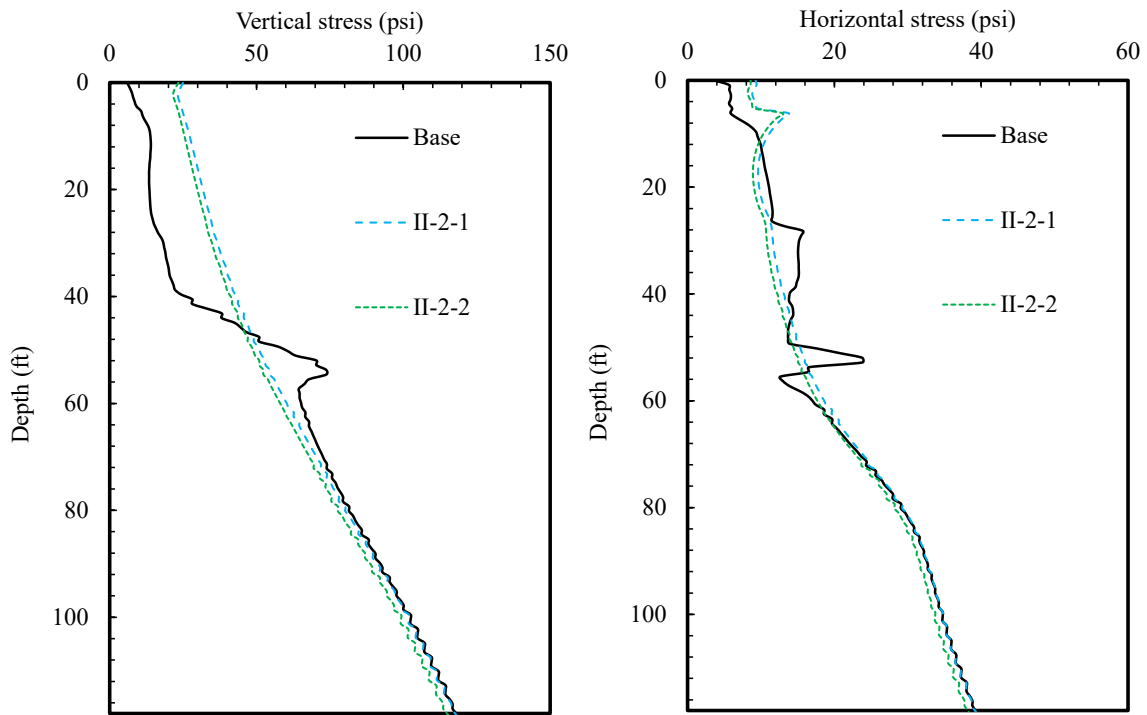 Vertical stress (psi)
0 50 100 150
0
20
40
60
80
100
Depth (ft)
Base
II-2-1
II-2-2
Horizontal stress (psi)
0 20 40 60
0
20
40
60
80
100
Depth (ft)
Base
II-2-1
II-2-2